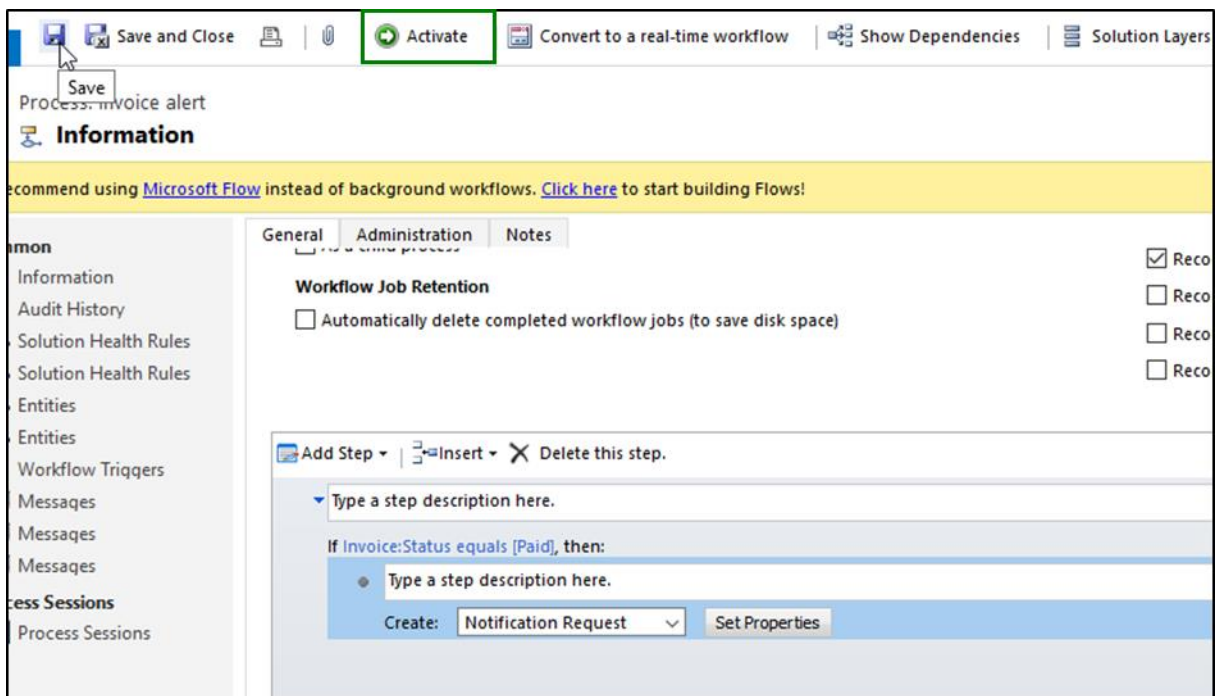 Save and Close Activate Convert to a real-time workflow Show Dependencies Solution Layers
Save
Process: Invoice alert
Information
ecommend using Microsoft Flow instead of background workflows. Click here to start building Flows!
mmon
Information
Audit History
Solution Health Rules
Solution Health Rules
Entities
Entities
Workflow Triggers
Messages
Messages
Messages
cess Sessions
Process Sessions
General Administration Notes
As a child process
Workflow Job Retention
Automatically delete completed workflow jobs (to save disk space)
Reco
Reco
Reco
Reco
Add Step Insert Delete this step.
Type a step description here.
If Invoice:Status equals [Paid], then:
Type a step description here.
Create: Notification Request Set Properties